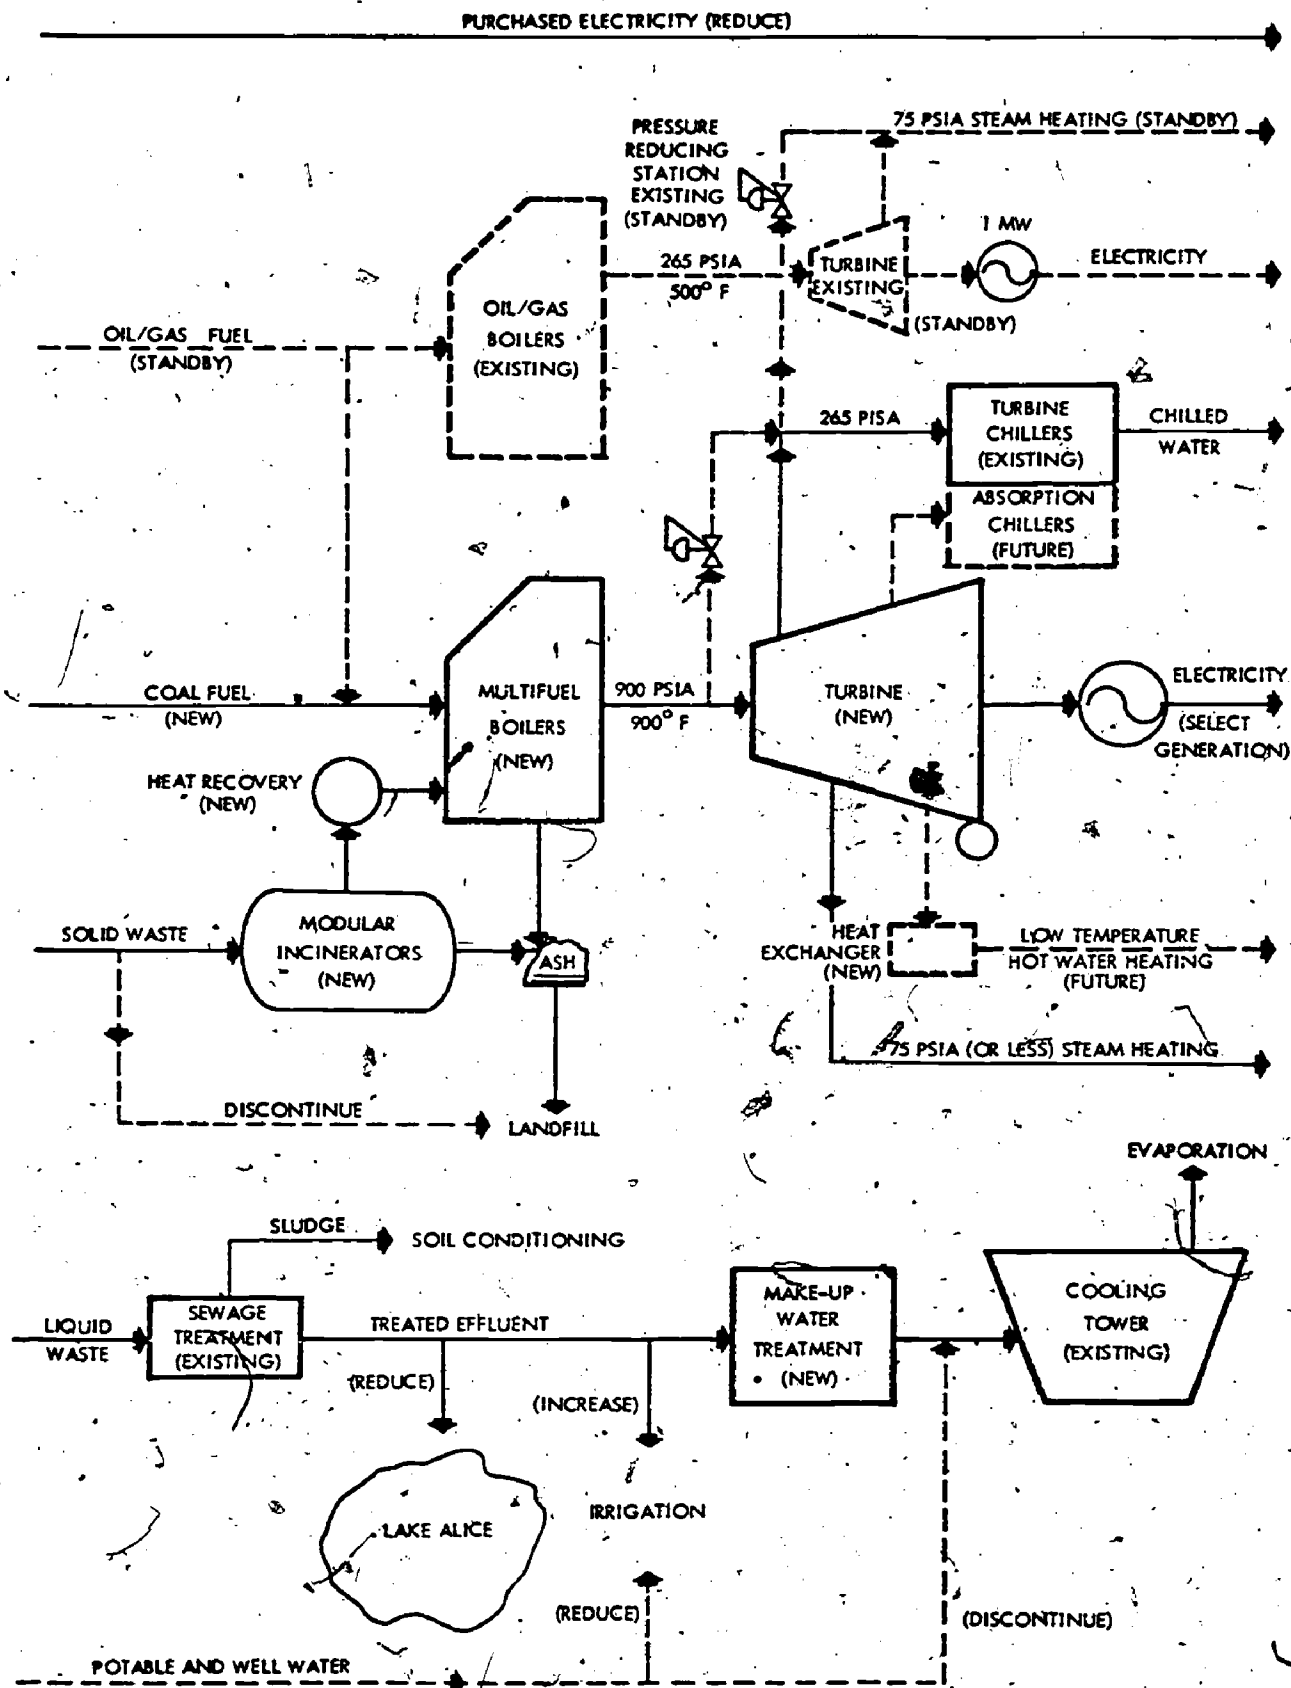 PURCHASED ELECTRICITY (REDUCE)
75 PSIA STEAM HEATING (STANDBY)
PRESSURE
REDUCING
STATION
EXISTING
(STANDBY)
1 MW
265 PSIA
500° F
TURBINE
EXISTING
(STANDBY)
ELECTRICITY
OIL/GAS
BOILERS
(EXISTING)
OIL/GAS FUEL
(STANDBY)
265 PISA
TURBINE
CHILLERS
(EXISTING)
CHILLED
WATER
ABSORPTION
CHILLERS
(FUTURE)
COAL FUEL
(NEW)
MULTIFUEL
BOILERS
(NEW)
900 PSIA
900° F
TURBINE
(NEW)
ELECTRICITY
(SELECT
GENERATION)
HEAT RECOVERY
(NEW)
SOLID WASTE
MODULAR
INCINERATORS
(NEW)
ASH
HEAT
EXCHANGER
(NEW)
LOW TEMPERATURE
HOT WATER HEATING
(FUTURE)
75 PSIA (OR LESS) STEAM HEATING
DISCONTINUE
LANDFILL
EVAPORATION
SLUDGE
SOIL CONDITIONING
LIQUID
WASTE
SEWAGE
TREATMENT
(EXISTING)
TREATED EFFLUENT
(REDUCE)
(INCREASE)
MAKE-UP
WATER
TREATMENT
(NEW)
COOLING
TOWER
(EXISTING)
LAKE ALICE
IRRIGATION
(REDUCE)
(DISCONTINUE)
POTABLE AND WELL WATER